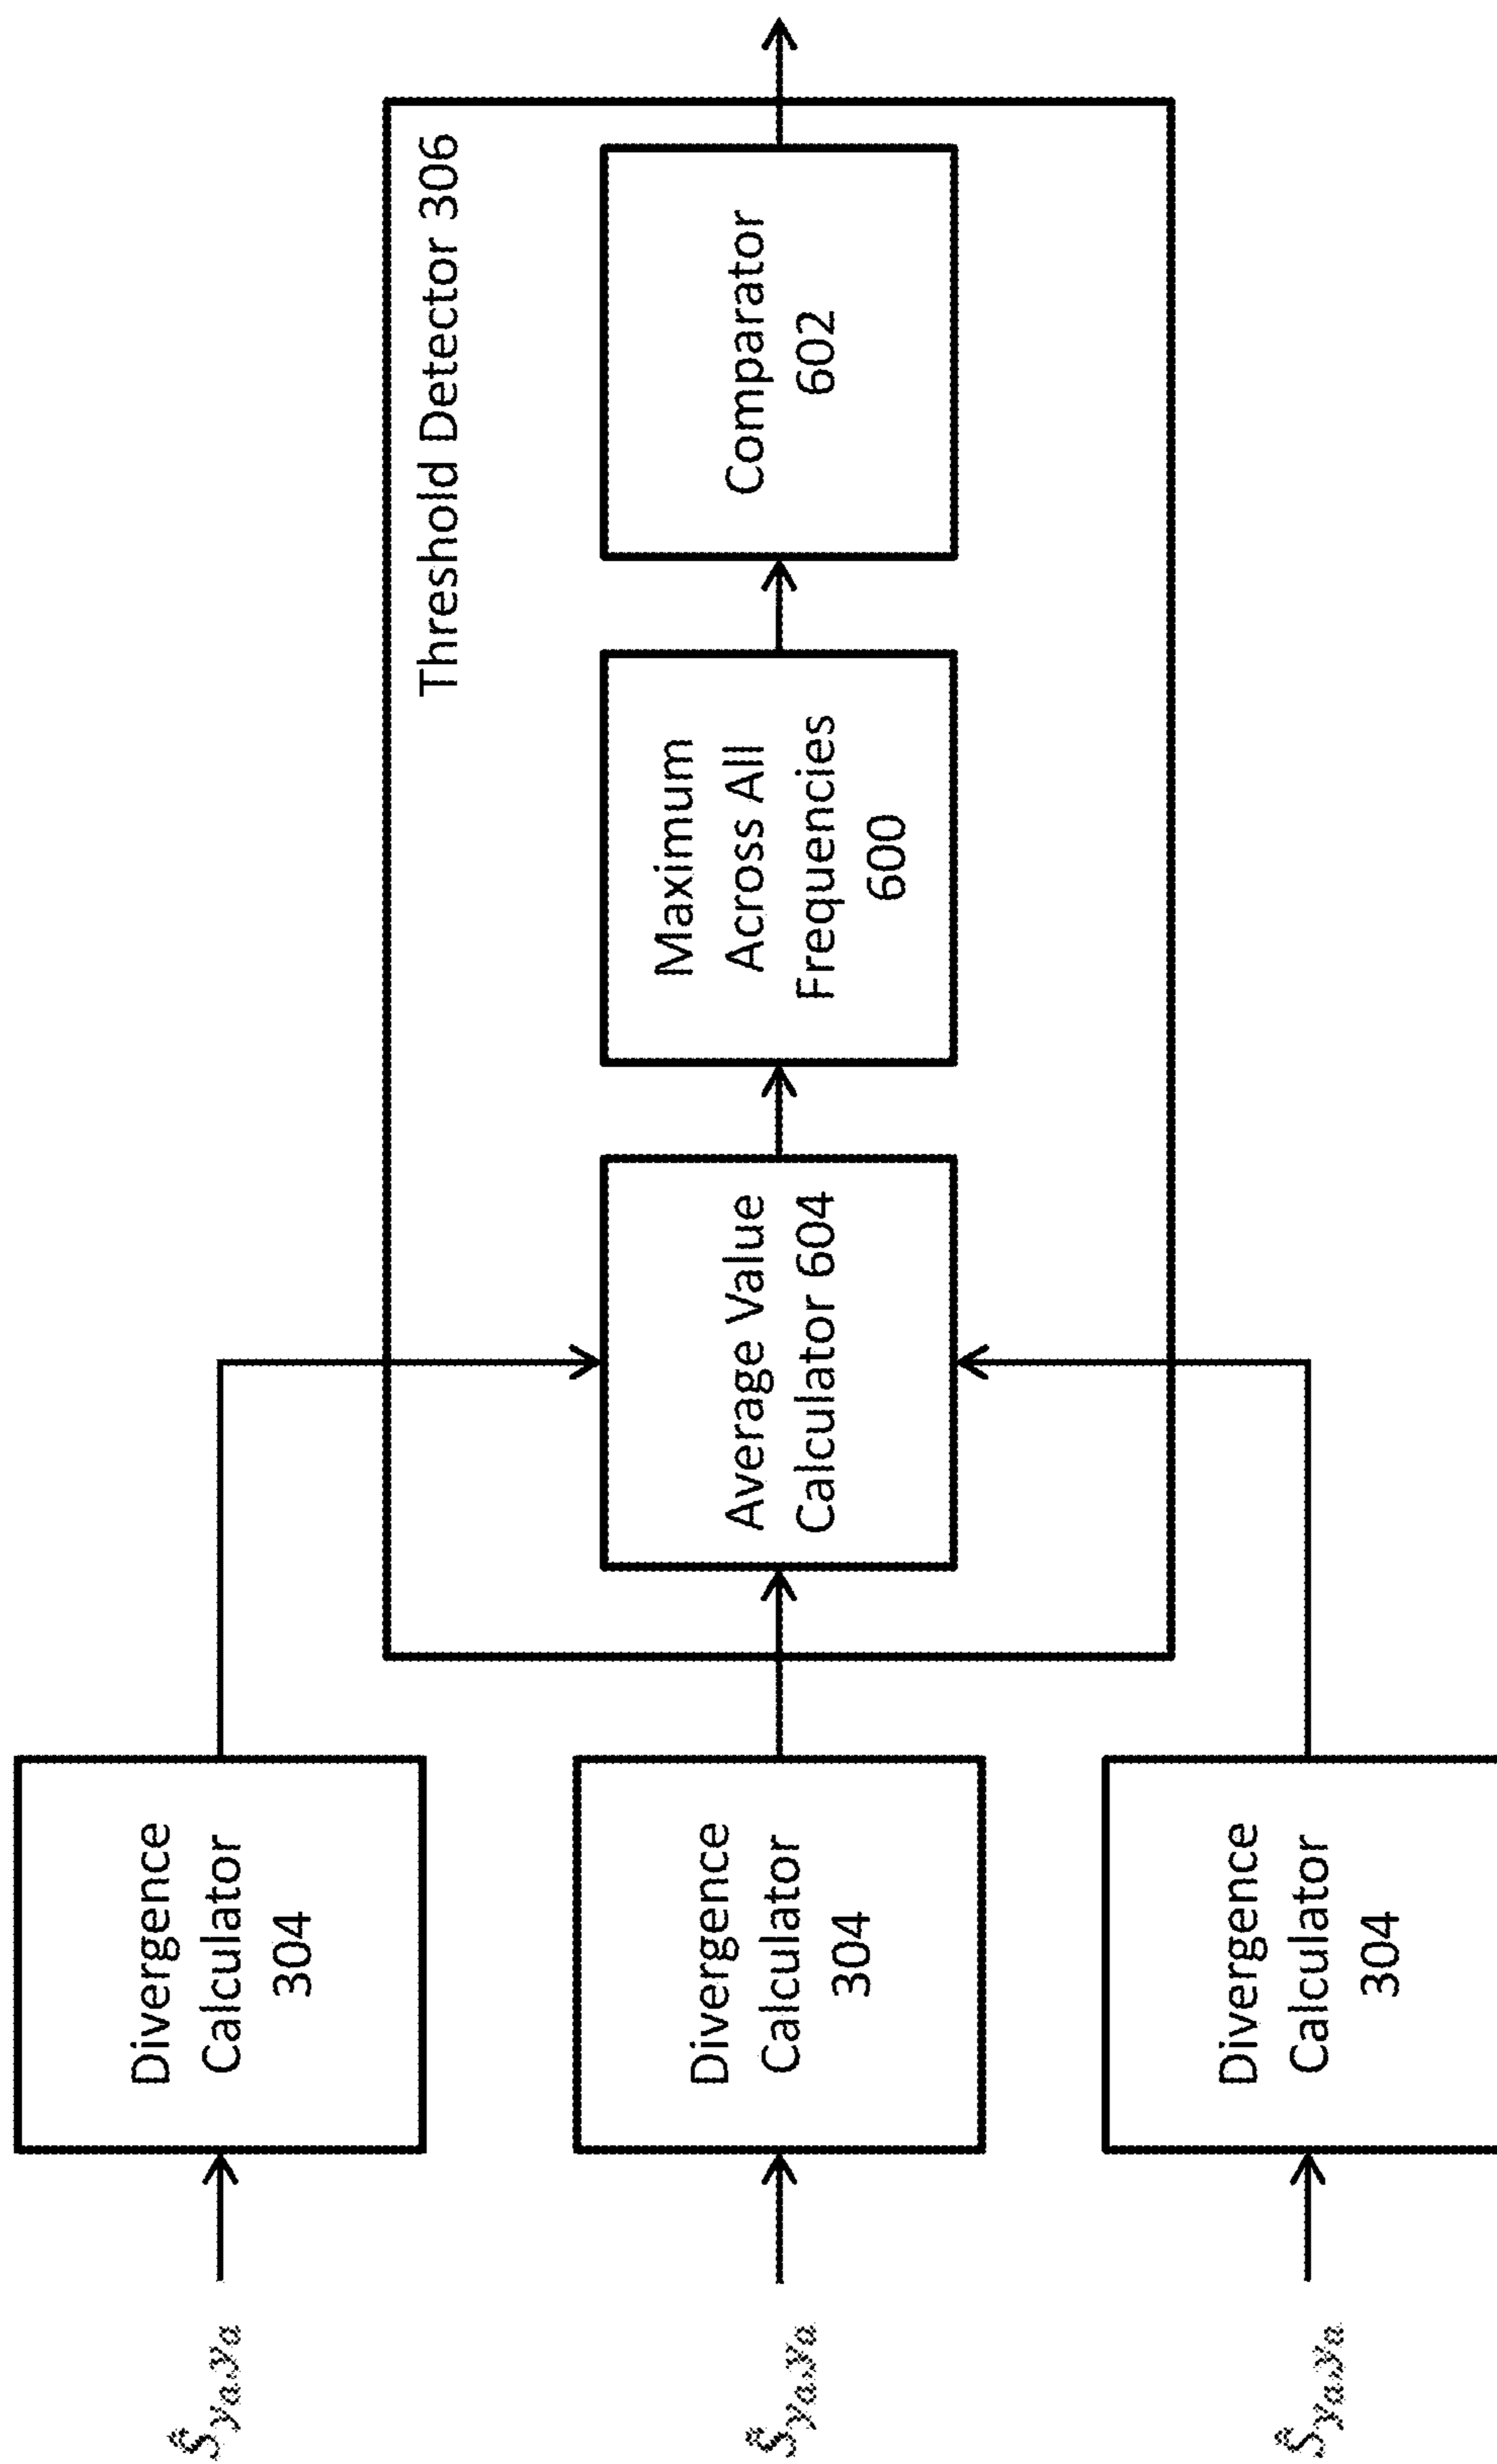 Threshold Detector 306
Divergence
Calculator
304
Divergence
Calculator
304
Divergence
Calculator
304
Average Value
Calculator 604
Maximum
Across All
Frequencies
600
Comparator
602